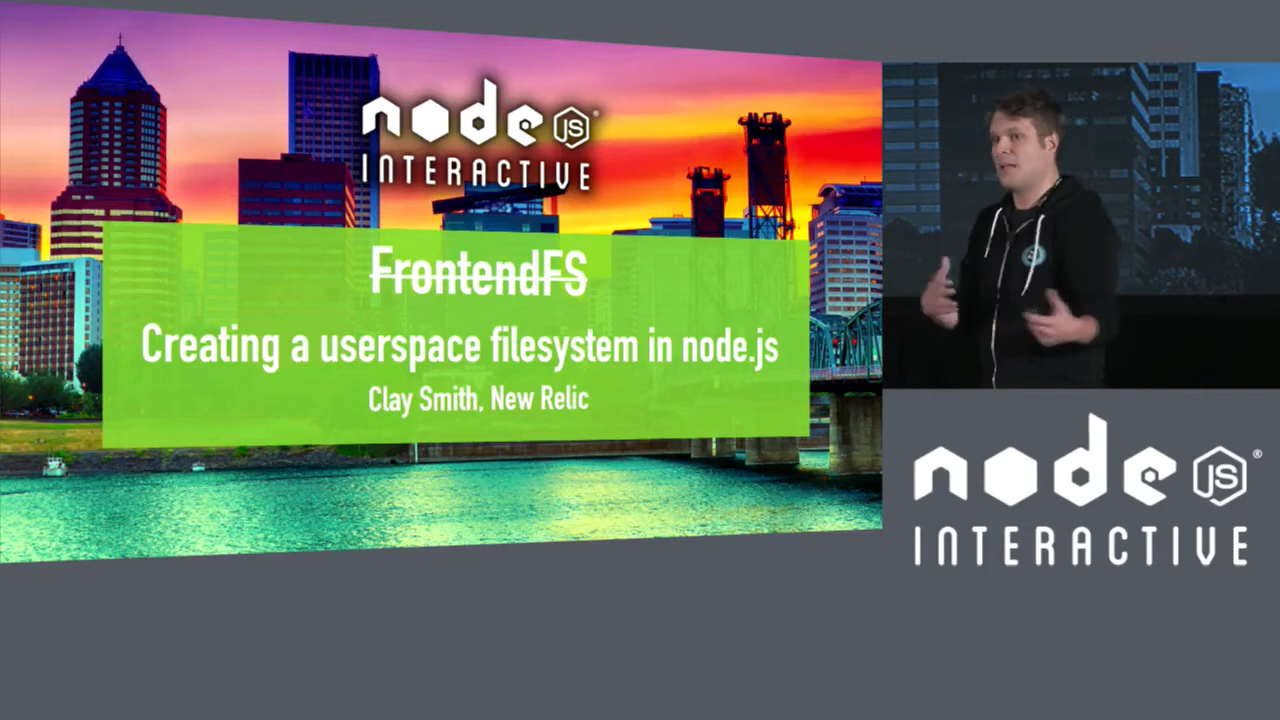 node JS
INTERACTIVE
FrontendFS
Creating a userspace filesystem in node.js
Clay Smith, New Relic
node JS ®
INTERACTIVE